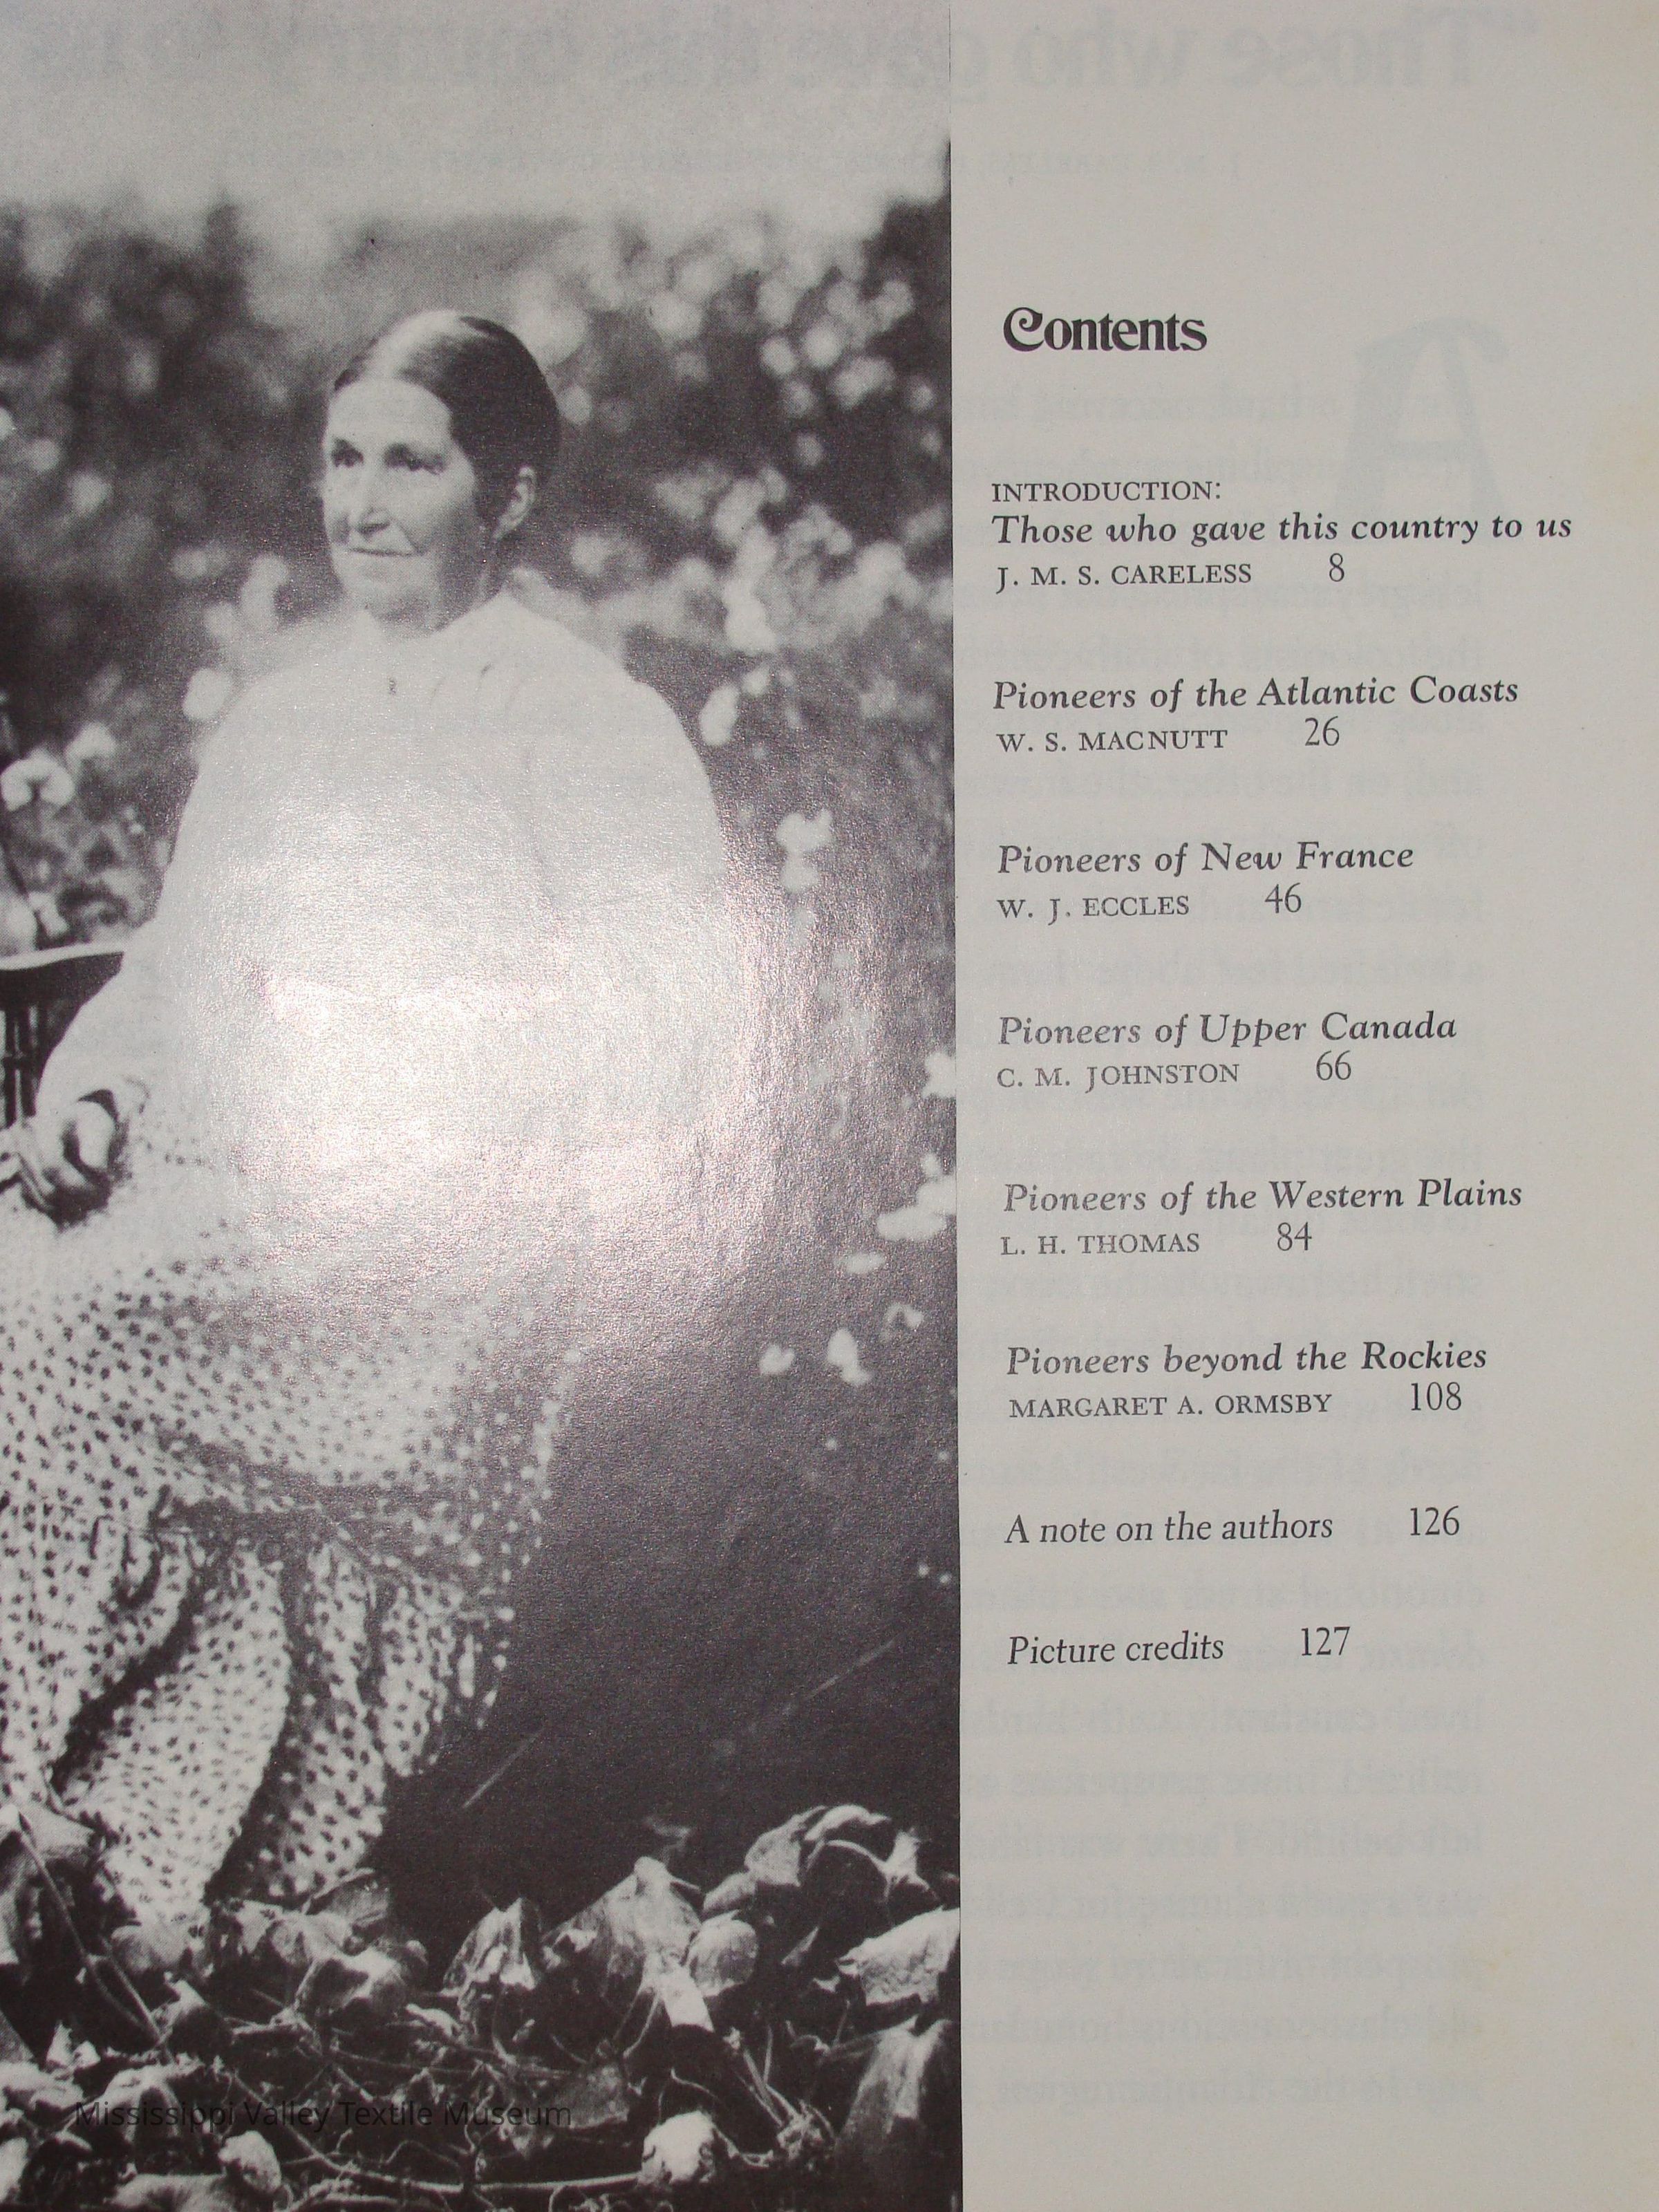 Contents
INTRODUCTION:
Those who gave this country to us
J. M. S. CARELESS 8
Pioneers of the Atlantic Coasts
W. S. MACNUTT 26
Pioneers of New France
W. J. ECCLES 46
Pioneers of Upper Canada
C. M. JOHNSTON 66
Pioneers of the Western Plains
L. H. THOMAS 84
Pioneers beyond the Rockies
MARGARET A. ORMSBY 108
A note on the authors 126
Picture credits 127
Mississippi Valley Textile Museum